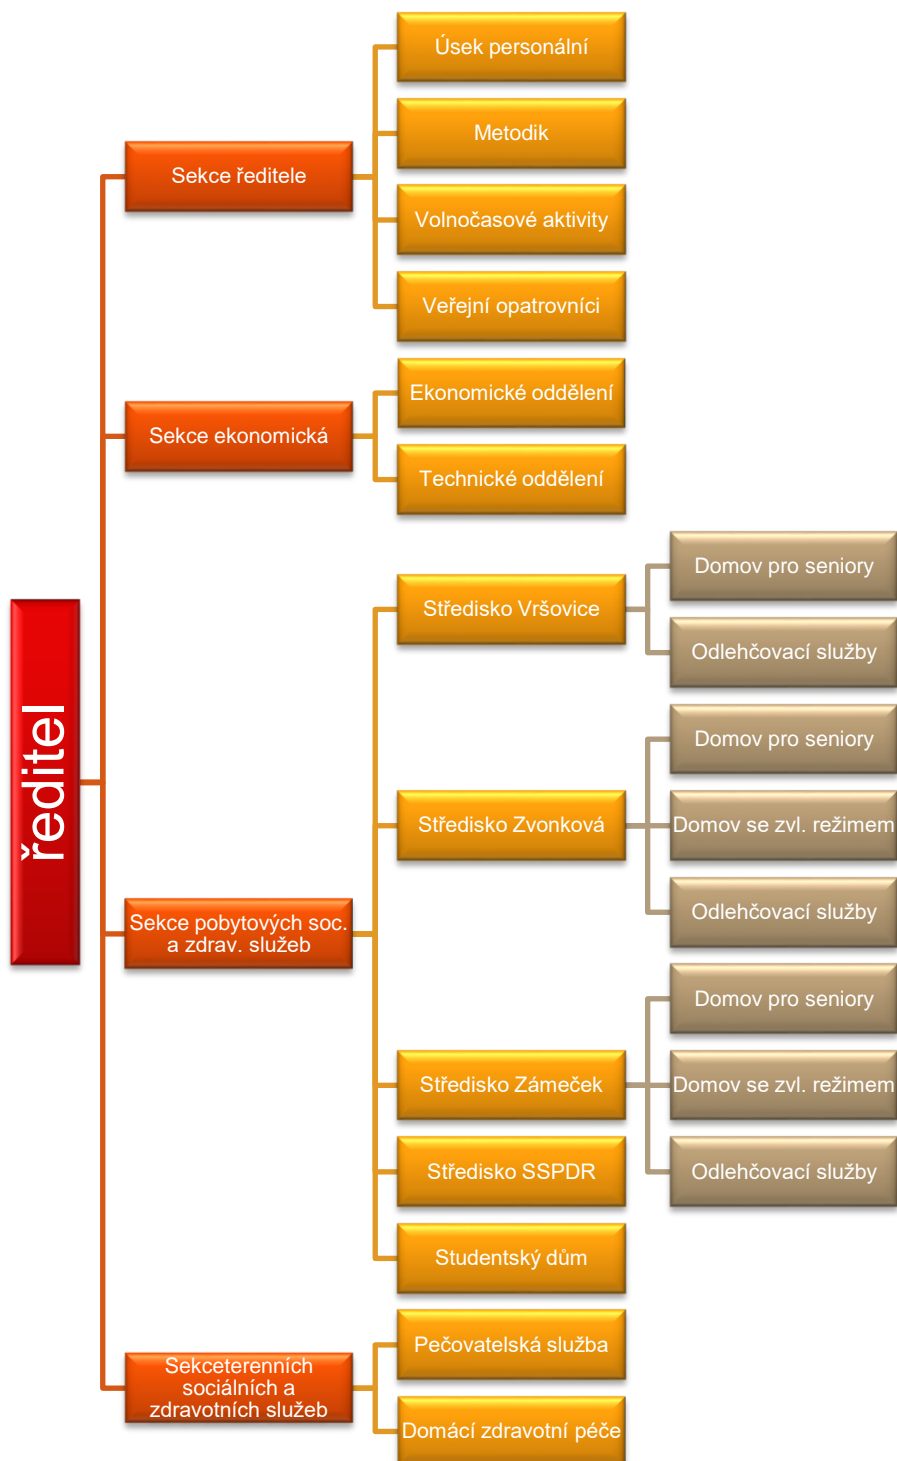 ředitel
Sekce ředitele
Úsek personální
Metodik
Volnočasové aktivity
Veřejní opatrovníci
Sekce ekonomická
Ekonomické oddělení
Technické oddělení
Sekce pobytových soc.
a zdrav. služeb
Středisko Vršovice
Domov pro seniory
Odlehčovací služby
Středisko Zvonková
Domov pro seniory
Domov se zvl. režimem
Odlehčovací služby
Středisko Zámeček
Domov pro seniory
Domov se zvl. režimem
Odlehčovací služby
Středisko SSPDR
Studentský dům
Sekceterenních
sociálních a
zdravotních služeb
Pečovatelská služba
Domácí zdravotní péče